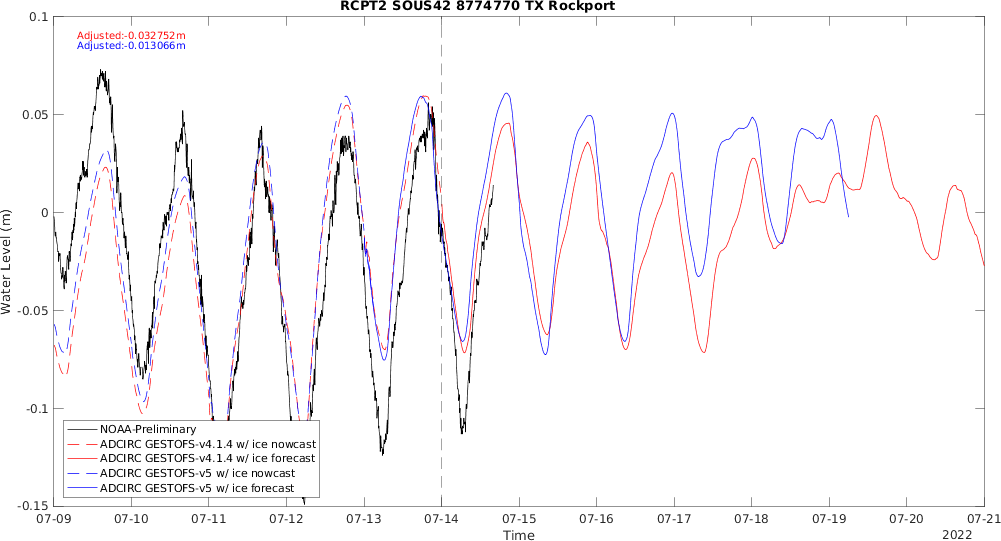 RCPT2 SOUS42 8774770 TX Rockport
Adjusted:-0.032752m
Adjusted:-0.013066m
0.1
0.05
0
-0.05
-0.1
-0.15
Water Level (m)
NOAA-Preliminary
ADCIRC GESTOFS-v4.1.4 w/ ice nowcast
ADCIRC GESTOFS-v4.1.4 w/ ice forecast
ADCIRC GESTOFS-v5 w/ ice nowcast
ADCIRC GESTOFS-v5 w/ ice forecast
07-09 07-10 07-11 07-12 07-13 07-14 07-15 07-16 07-17 07-18 07-19 07-20 07-21
Time
2022